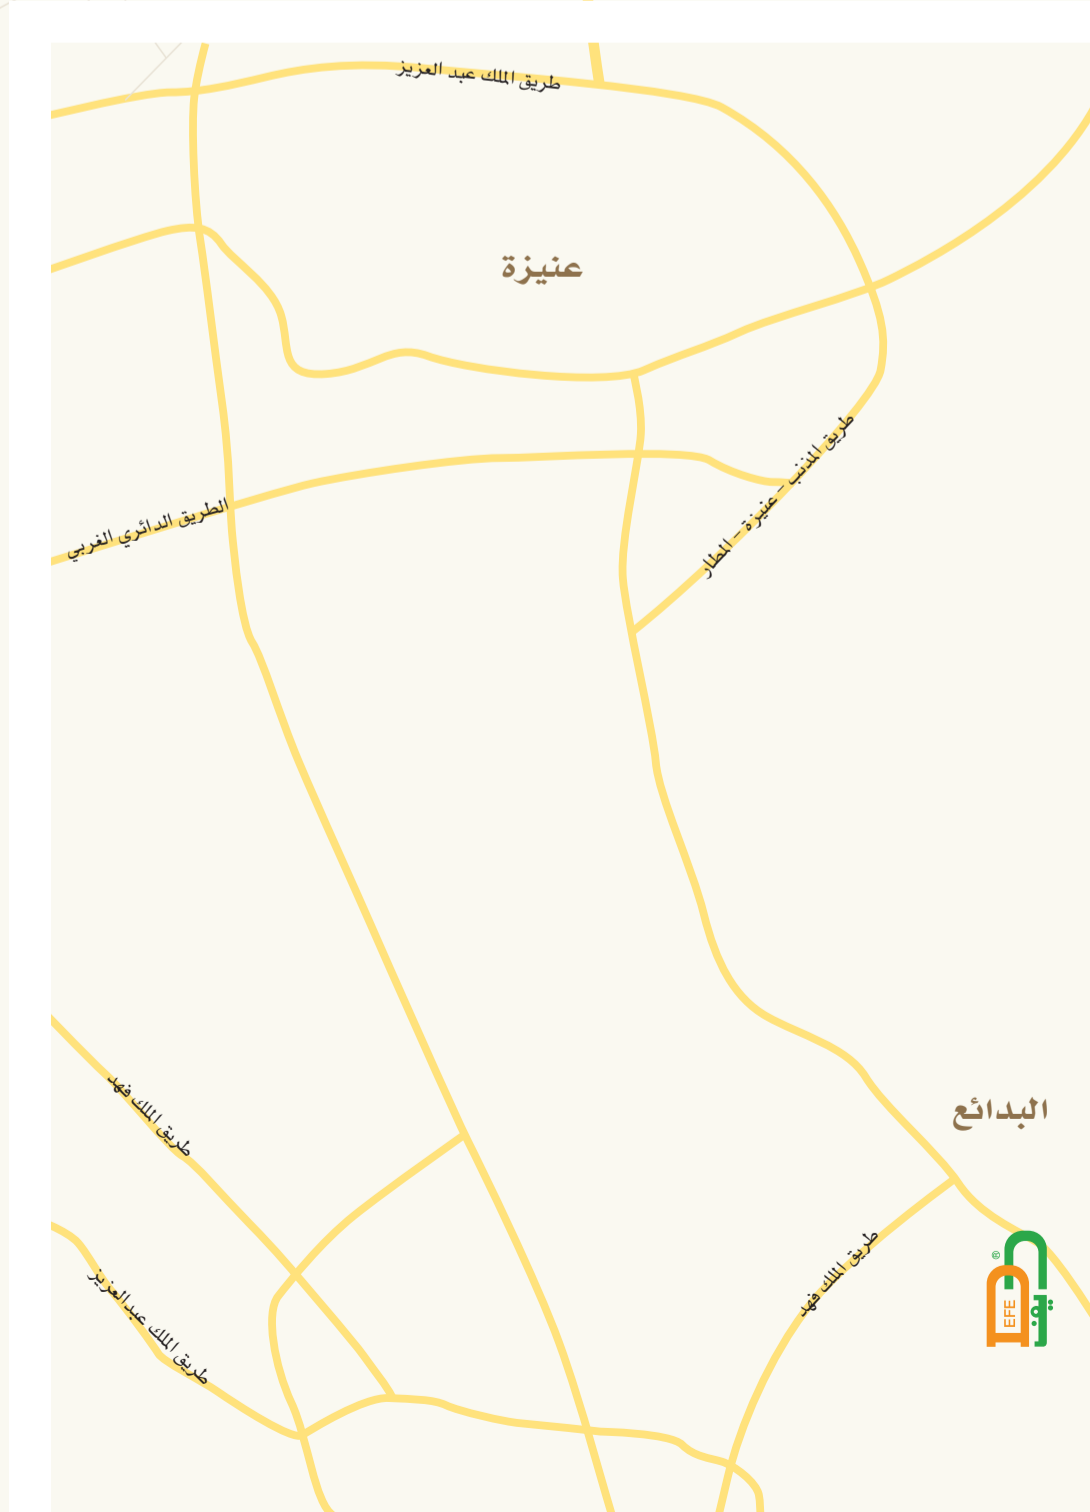 طريق الملك عبد العزيز
عنيزة
طريق المذنب - عنيزة - المطار
الطريق الدائري الغربي
طريق الملك فهد
البدائع
طريق الملك فهد
طريق الملك عبدالعزيز
®
EFE